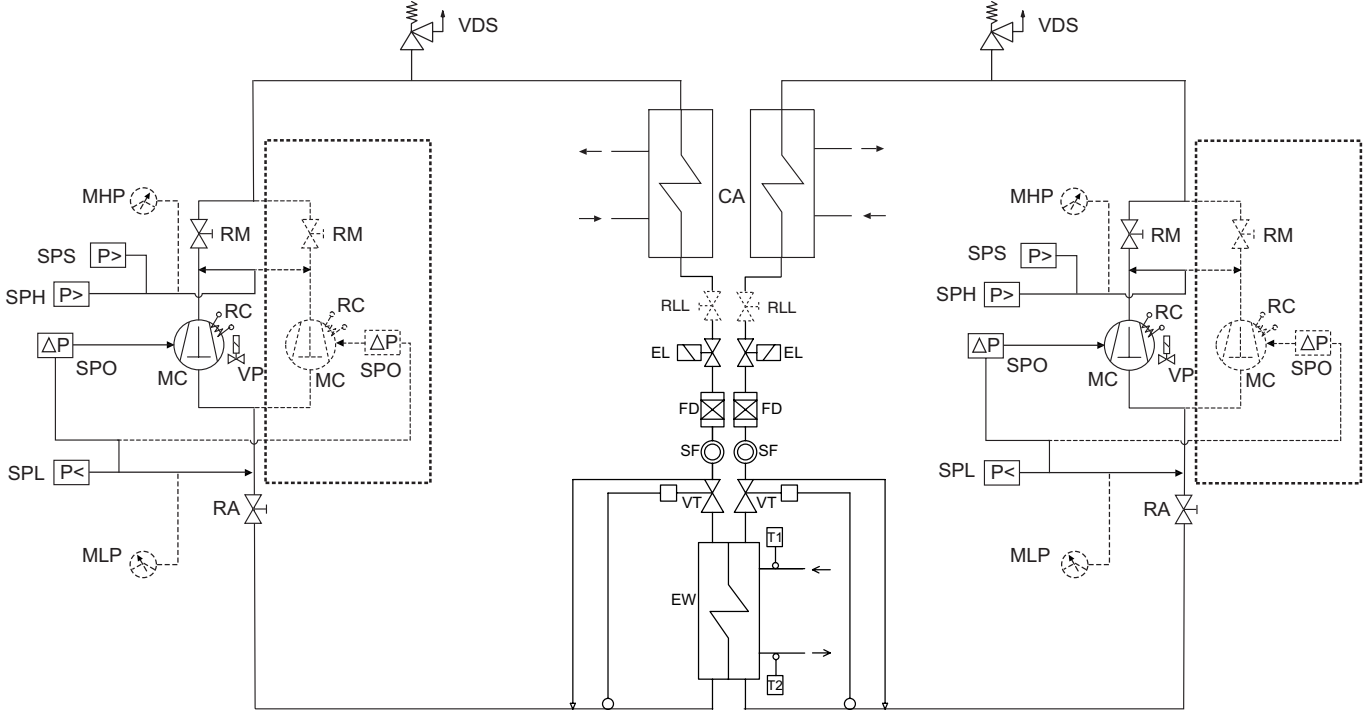 VDS
VDS
MHP
RM
RM
CA
MHP
RM
RM
SPS
P>
SPS
P>
SPH
P>
RC
RC
RLL
RLL
SPH
P>
RC
RC
ΔP
SPO
MC
VP
MC
ΔP
SPO
EL
EL
ΔP
SPO
MC
VP
MC
ΔP
SPO
FD
FD
SF
SF
SPL
P<
SPL
P<
VT
VT
RA
RA
MLP
T1
MLP
EW
T2